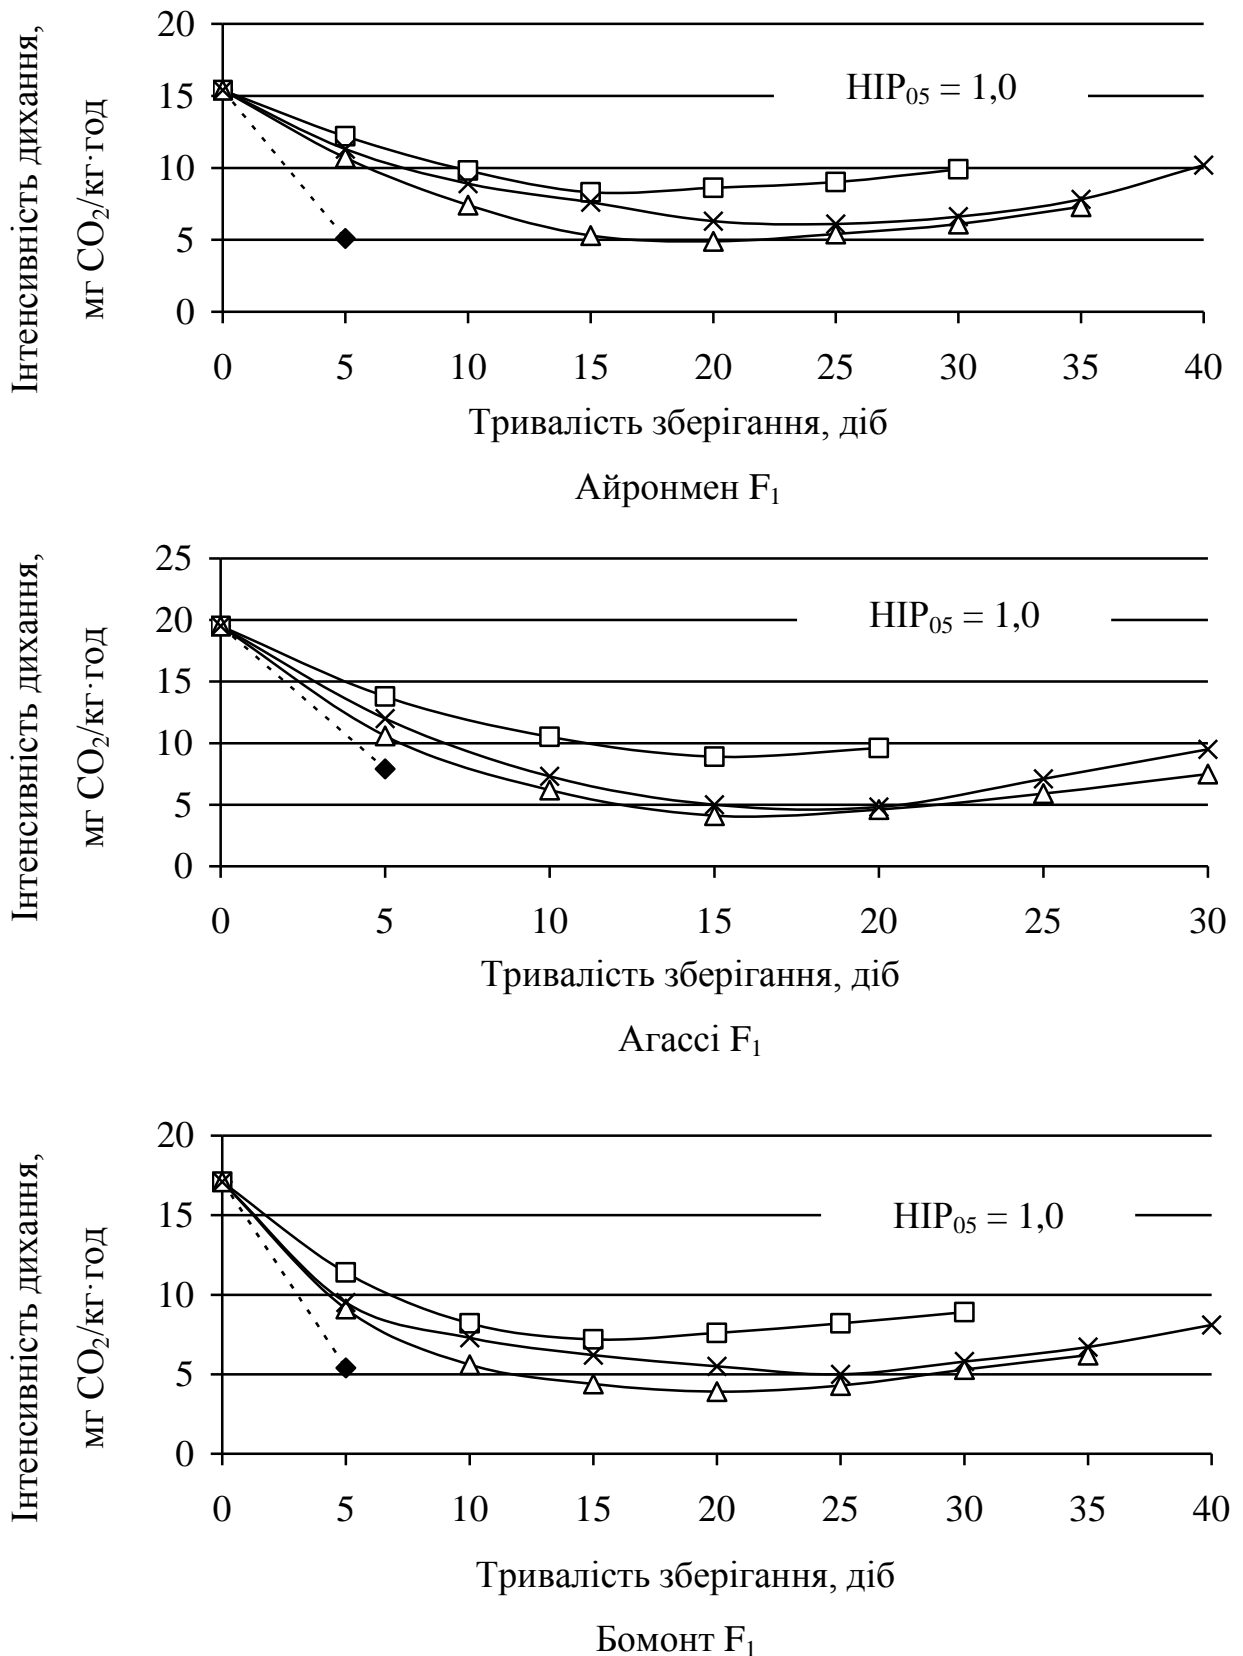 Інтенсивність дихання,
мг CO₂/кг·год
20
15
10
5
0
НІР₀₅ = 1,0
0 5 10 15 20 25 30 35 40
Тривалість зберігання, діб
Айронмен F₁
Інтенсивність дихання,
мг CO₂/кг·год
25
20
15
10
5
0
НІР₀₅ = 1,0
0 5 10 15 20 25 30
Тривалість зберігання, діб
Агассі F₁
Інтенсивність дихання,
мг CO₂/кг·год
20
15
10
5
0
НІР₀₅ = 1,0
0 5 10 15 20 25 30 35 40
Тривалість зберігання, діб
Бомонт F₁